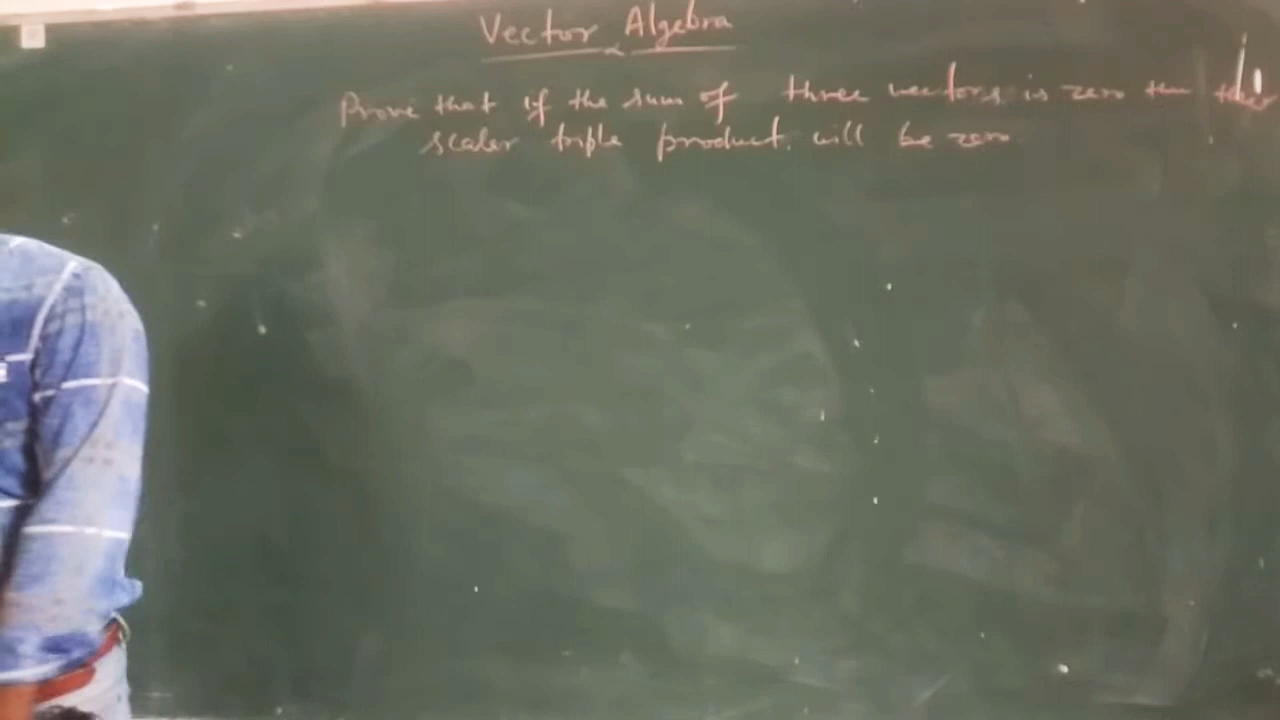 Vector Algebra
Prove that if the sum of three vectors is zero then their
scaler triple product. will be zero